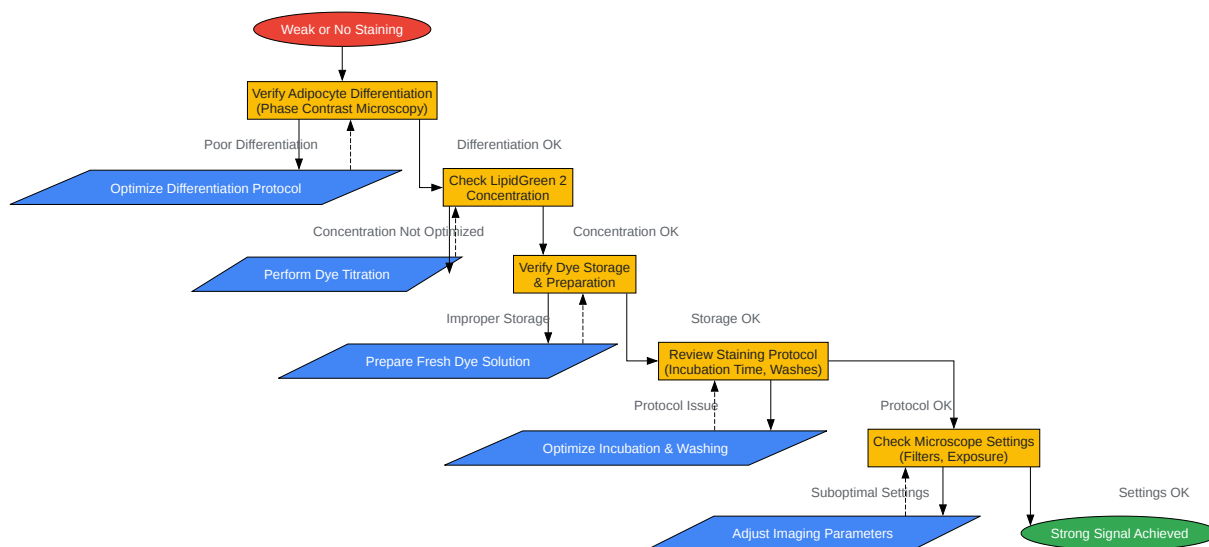 Weak or No Staining
Verify Adipocyte Differentiation
(Phase Contrast Microscopy)
Poor Differentiation
Differentiation OK
Optimize Differentiation Protocol
Check LipidGreen 2
Concentration
Concentration Not Optimized
Concentration OK
Perform Dye Titration
Verify Dye Storage
& Preparation
Improper Storage
Storage OK
Prepare Fresh Dye Solution
Review Staining Protocol
(Incubation Time, Washes)
Protocol Issue
Protocol OK
Optimize Incubation & Washing
Check Microscope Settings
(Filters, Exposure)
Suboptimal Settings
Settings OK
Adjust Imaging Parameters
Strong Signal Achieved